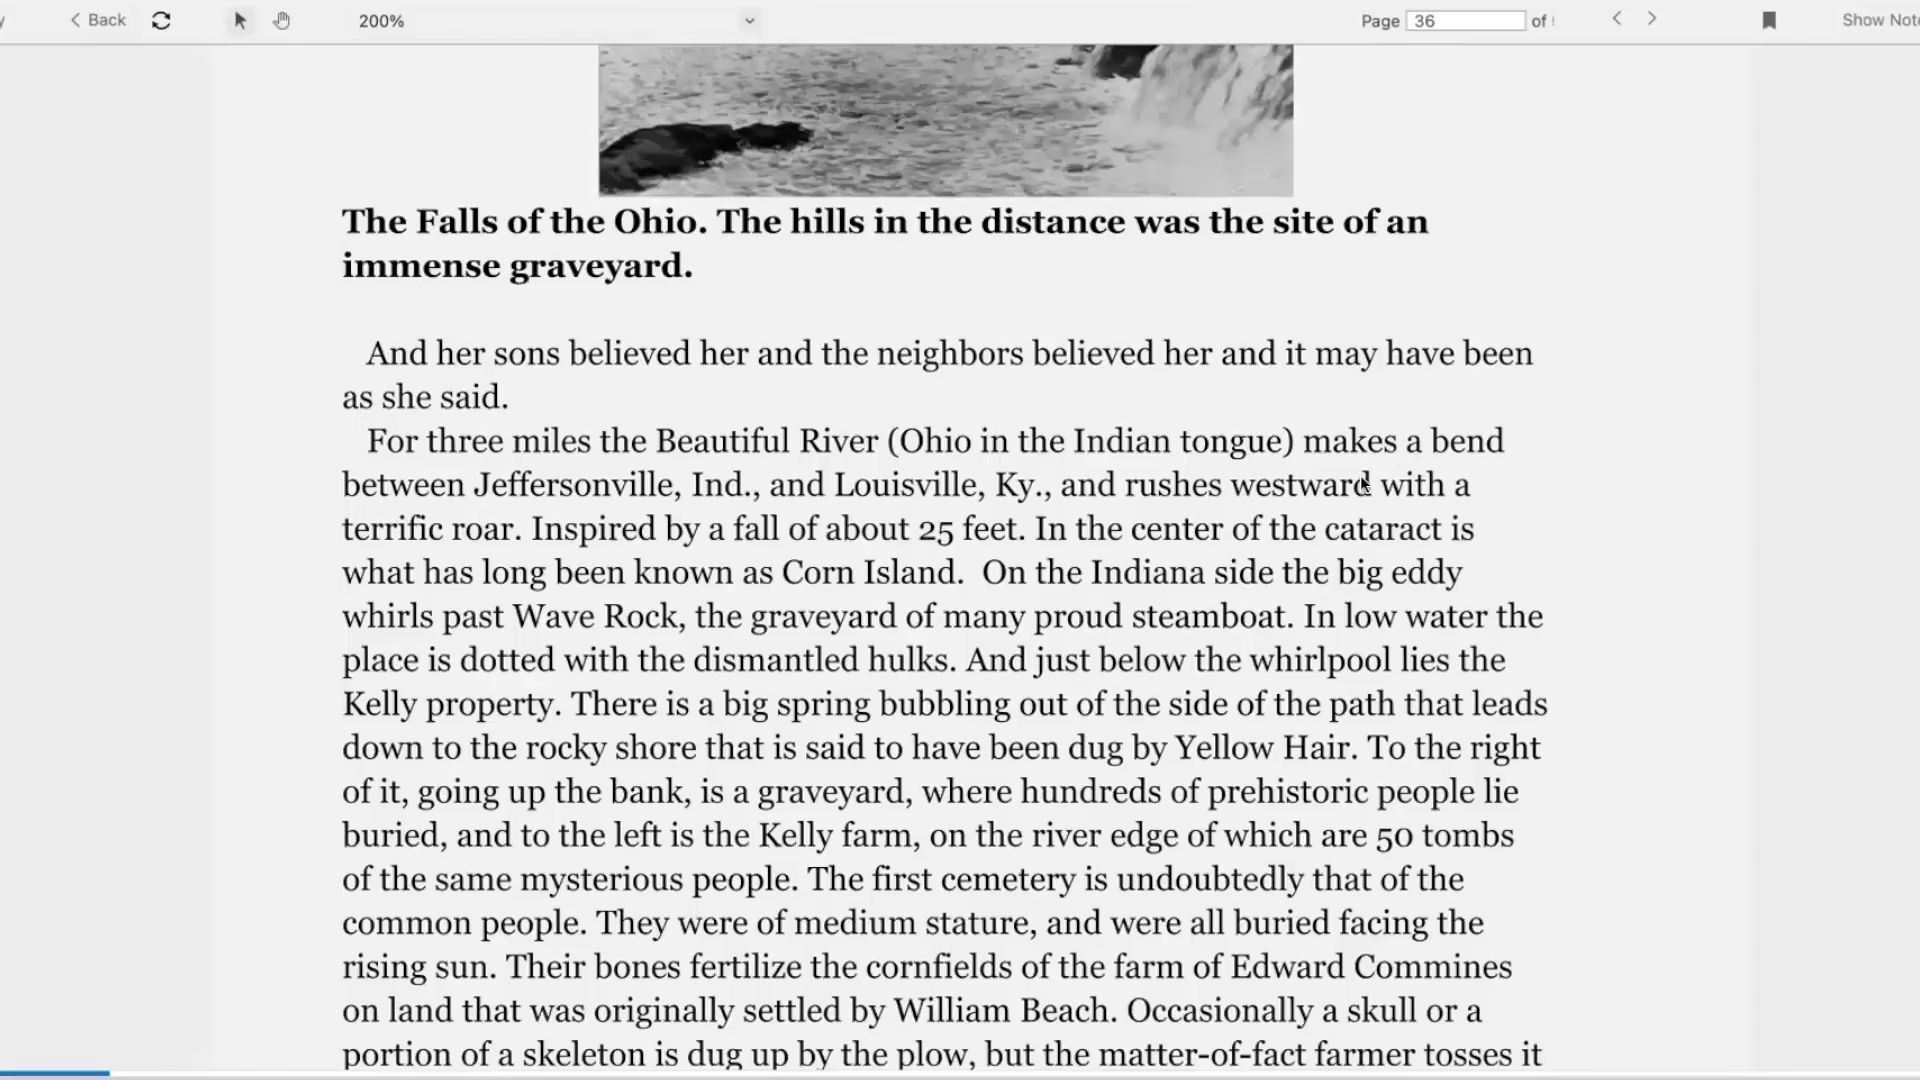 Back
200%
Page 36 of
Show Note
The Falls of the Ohio. The hills in the distance was the site of an
immense graveyard.
And her sons believed her and the neighbors believed her and it may have been
as she said.
For three miles the Beautiful River (Ohio in the Indian tongue) makes a bend
between Jeffersonville, Ind., and Louisville, Ky., and rushes westward with a
terrific roar. Inspired by a fall of about 25 feet. In the center of the cataract is
what has long been known as Corn Island.  On the Indiana side the big eddy
whirls past Wave Rock, the graveyard of many proud steamboat. In low water the
place is dotted with the dismantled hulks. And just below the whirlpool lies the
Kelly property. There is a big spring bubbling out of the side of the path that leads
down to the rocky shore that is said to have been dug by Yellow Hair. To the right
of it, going up the bank, is a graveyard, where hundreds of prehistoric people lie
buried, and to the left is the Kelly farm, on the river edge of which are 50 tombs
of the same mysterious people. The first cemetery is undoubtedly that of the
common people. They were of medium stature, and were all buried facing the
rising sun. Their bones fertilize the cornfields of the farm of Edward Commines
on land that was originally settled by William Beach. Occasionally a skull or a
portion of a skeleton is dug up by the plow, but the matter-of-fact farmer tosses it